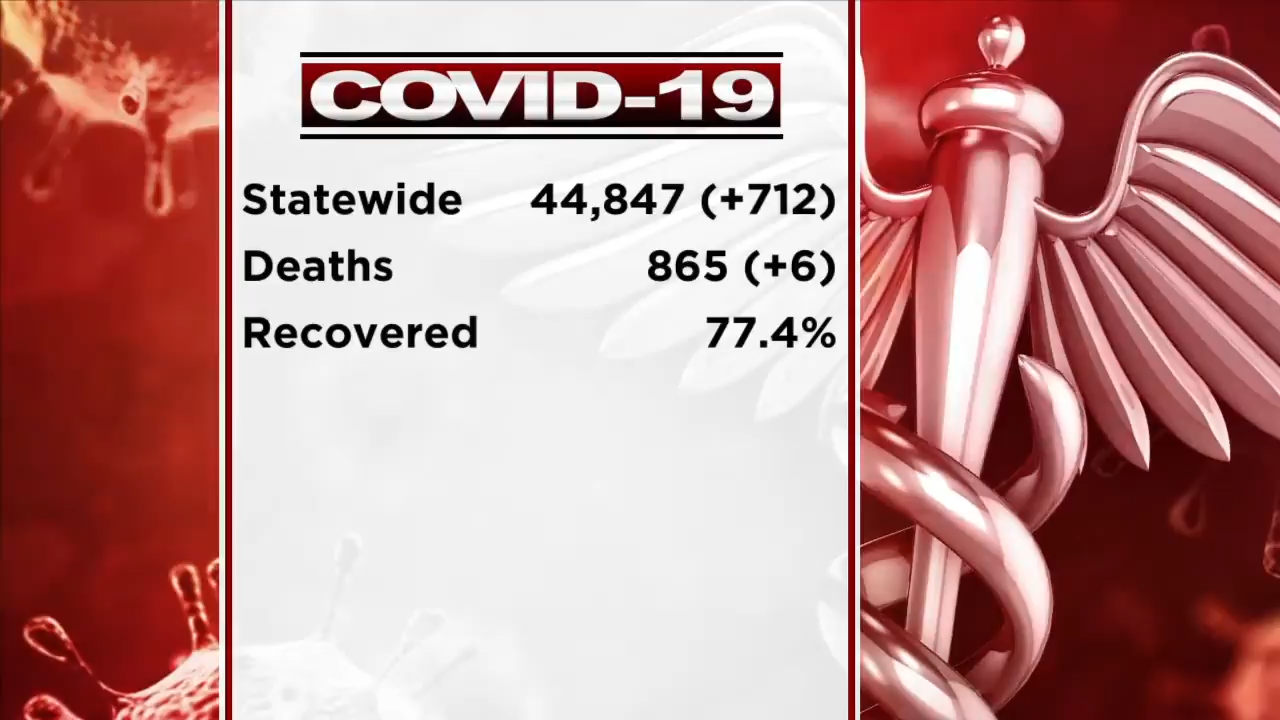 COVID-19
Statewide 44,847 (+712)
Deaths 865 (+6)
Recovered 77.4%